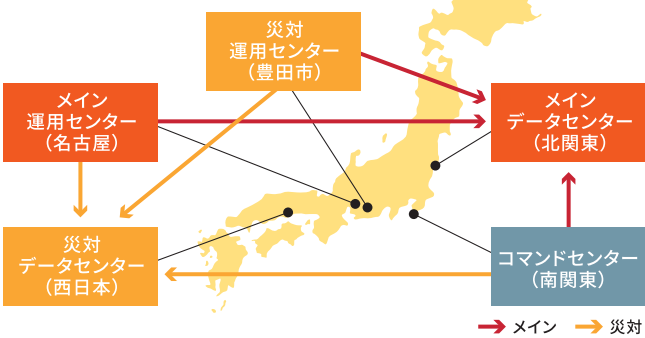 災対
運用センター
（豊田市）
メイン
運用センター
（名古屋）
メイン
データセンター
（北関東）
災対
データセンター
（西日本）
コマンドセンター
（南関東）
メイン
災対